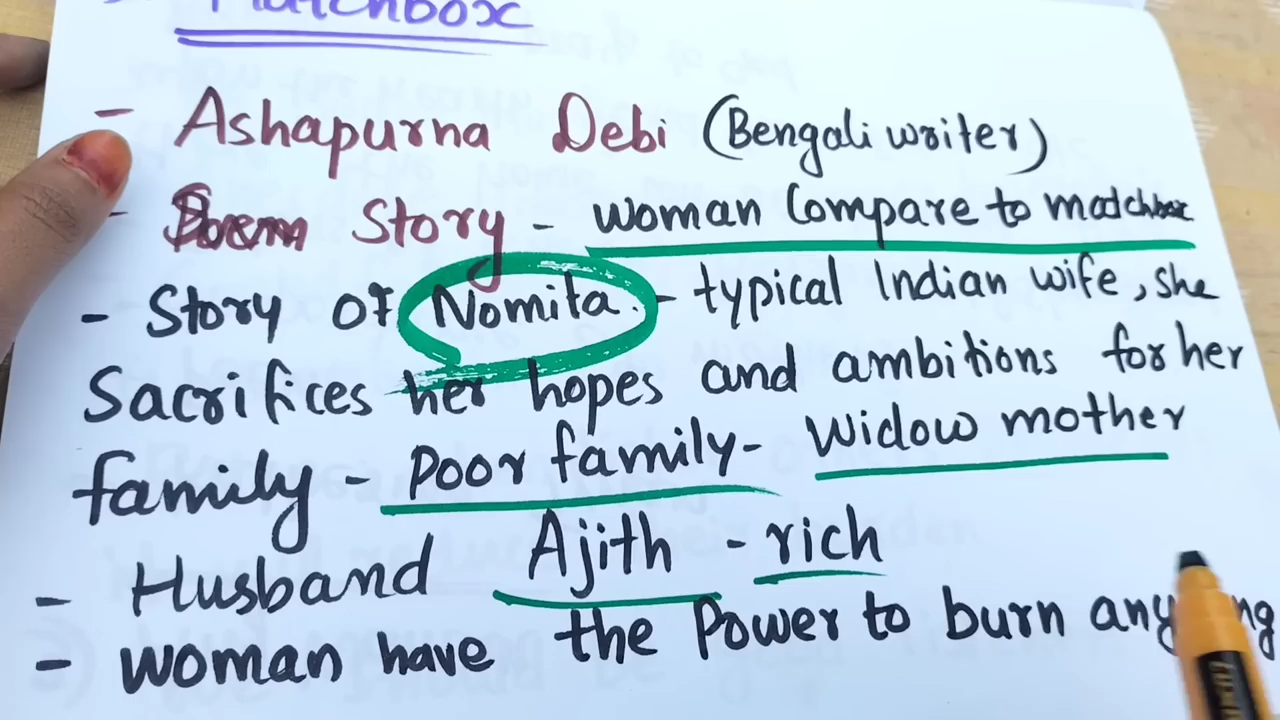 Matchbox
- Ashapurna Debi (Bengali writer)
- Poem Story - woman Compare to matchbox
- Story of Nomita. - typical Indian wife, she
Sacrifices her hopes and ambitions for her
family - Poor family - Widow mother
- Husband Ajith - rich
- woman have the Power to burn anything